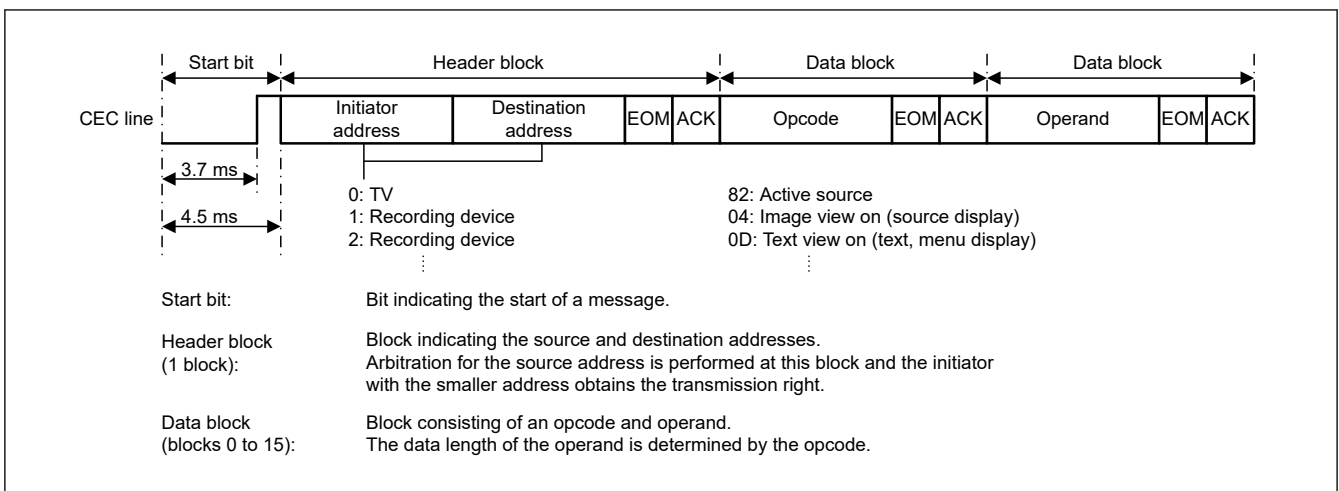 Start bit
Header block
Data block
Data block
CEC line
Initiator address
Destination address
EOM
ACK
Opcode
EOM
ACK
Operand
EOM
ACK
3.7 ms
4.5 ms
0: TV
1: Recording device
2: Recording device
82: Active source
04: Image view on (source display)
0D: Text view on (text, menu display)
Start bit:
Bit indicating the start of a message.
Header block
(1 block):
Block indicating the source and destination addresses.
Arbitration for the source address is performed at this block and the initiator
with the smaller address obtains the transmission right.
Data block
(blocks 0 to 15):
Block consisting of an opcode and operand.
The data length of the operand is determined by the opcode.